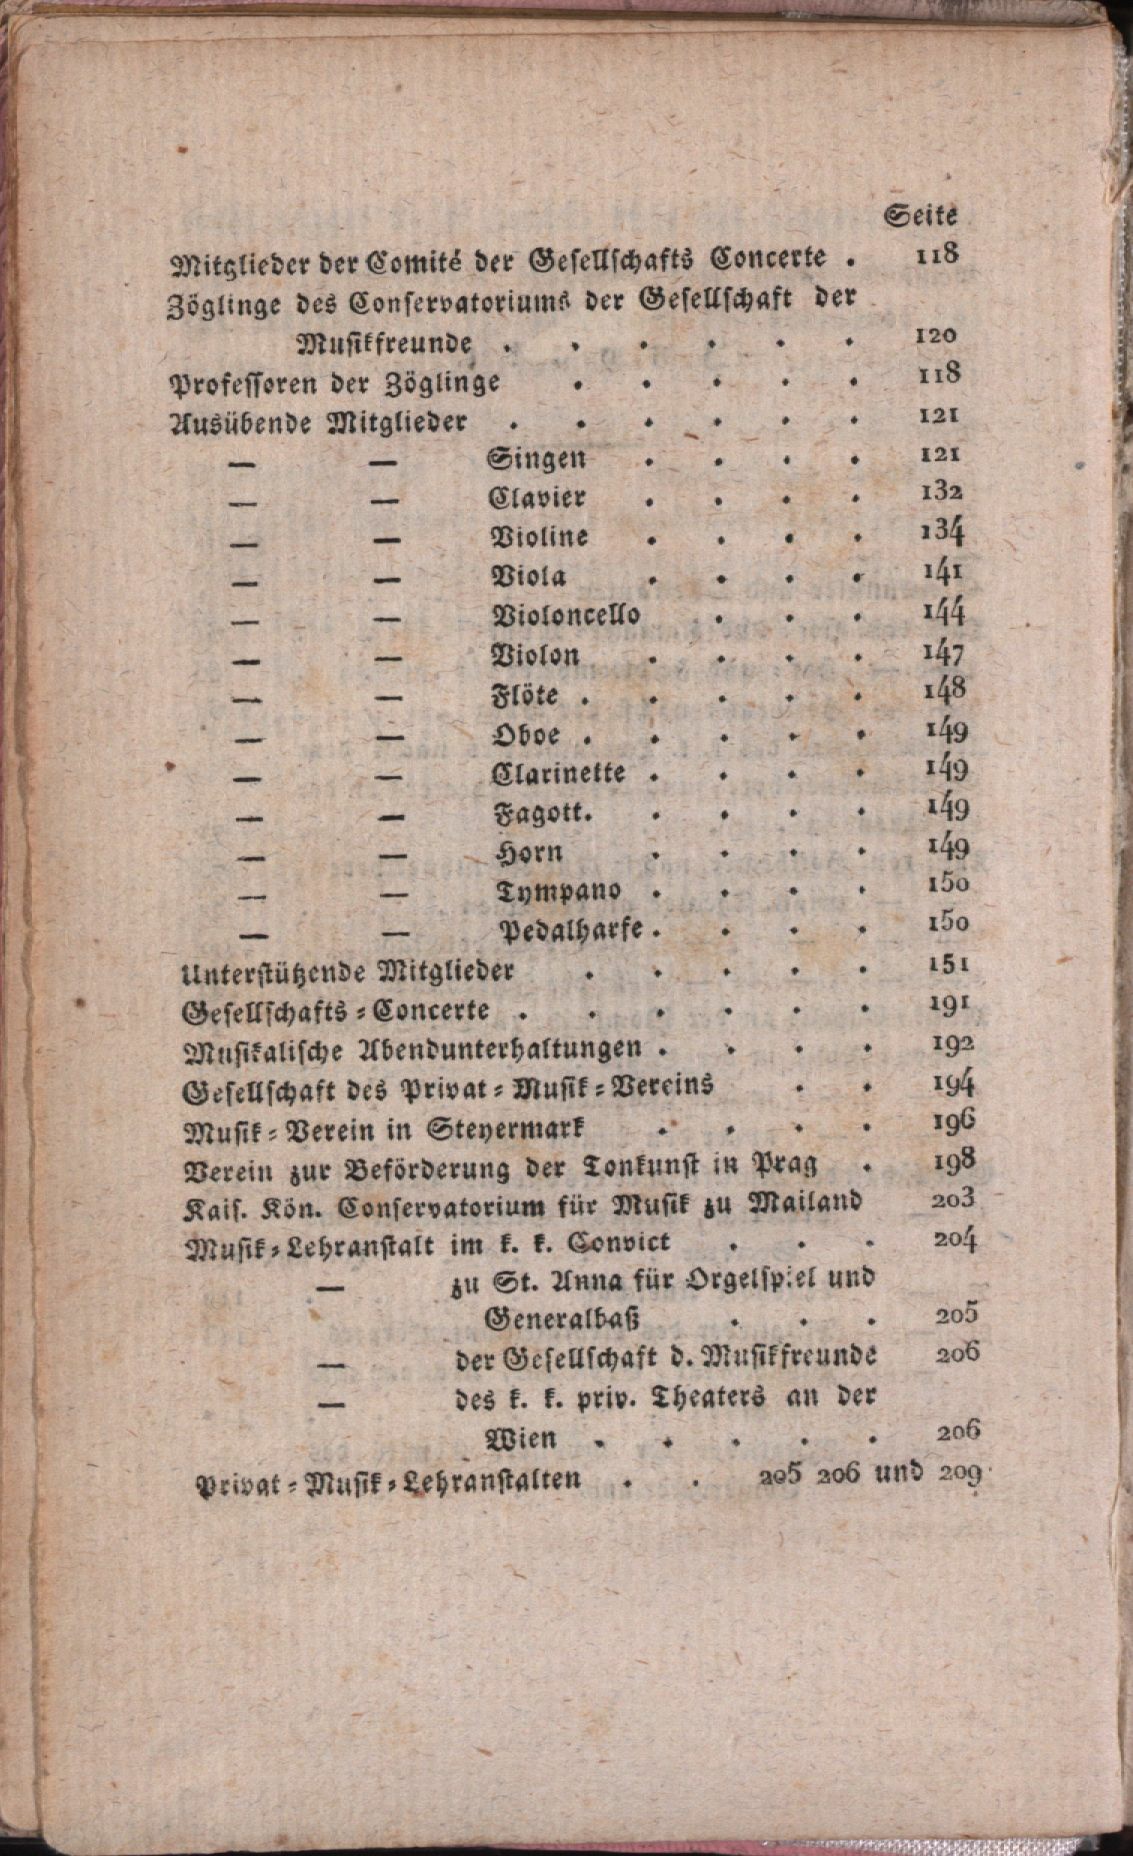 Seite
Mitglieder der Comité der Gesellschafts Concerte . 118
Zöglinge des Conservatoriums der Gesellschaft der
Musikfreunde . . . . . . 120
Professoren der Zöglinge . . . . . 118
Ausübende Mitglieder . . . . . . 121
— — Singen . . . . 121
— — Clavier . . . . 132
— — Violine . . . . 134
— — Viola . . . . 141
— — Violoncello . . . 144
— — Violon . . . . 147
— — Flöte . . . . . 148
— — Oboe . . . . . 149
— — Clarinette . . . . 149
— — Fagott. . . . . 149
— — Horn . . . . 149
— — Tympano . . . . 150
— — Pedalharfe . . . . 150
Unterstützende Mitglieder . . . . . 151
Gesellschafts-Concerte . . . . . . 191
Musikalische Abendunterhaltungen . . . . 192
Gesellschaft des Privat-Musik-Vereins . . 194
Musik-Verein in Steyermark . . . . 196
Verein zur Beförderung der Tonkunst in Prag . 198
Kais. Kön. Conservatorium für Musik zu Mailand 203
Musik-Lehranstalt im k. k. Convict . . . 204
— zu St. Anna für Orgelspiel und
Generalbaß . . . 205
— der Gesellschaft d. Musikfreunde 206
— des k. k. priv. Theaters an der
Wien . . . . . 206
Privat-Musik-Lehranstalten . . 205 206 und 209